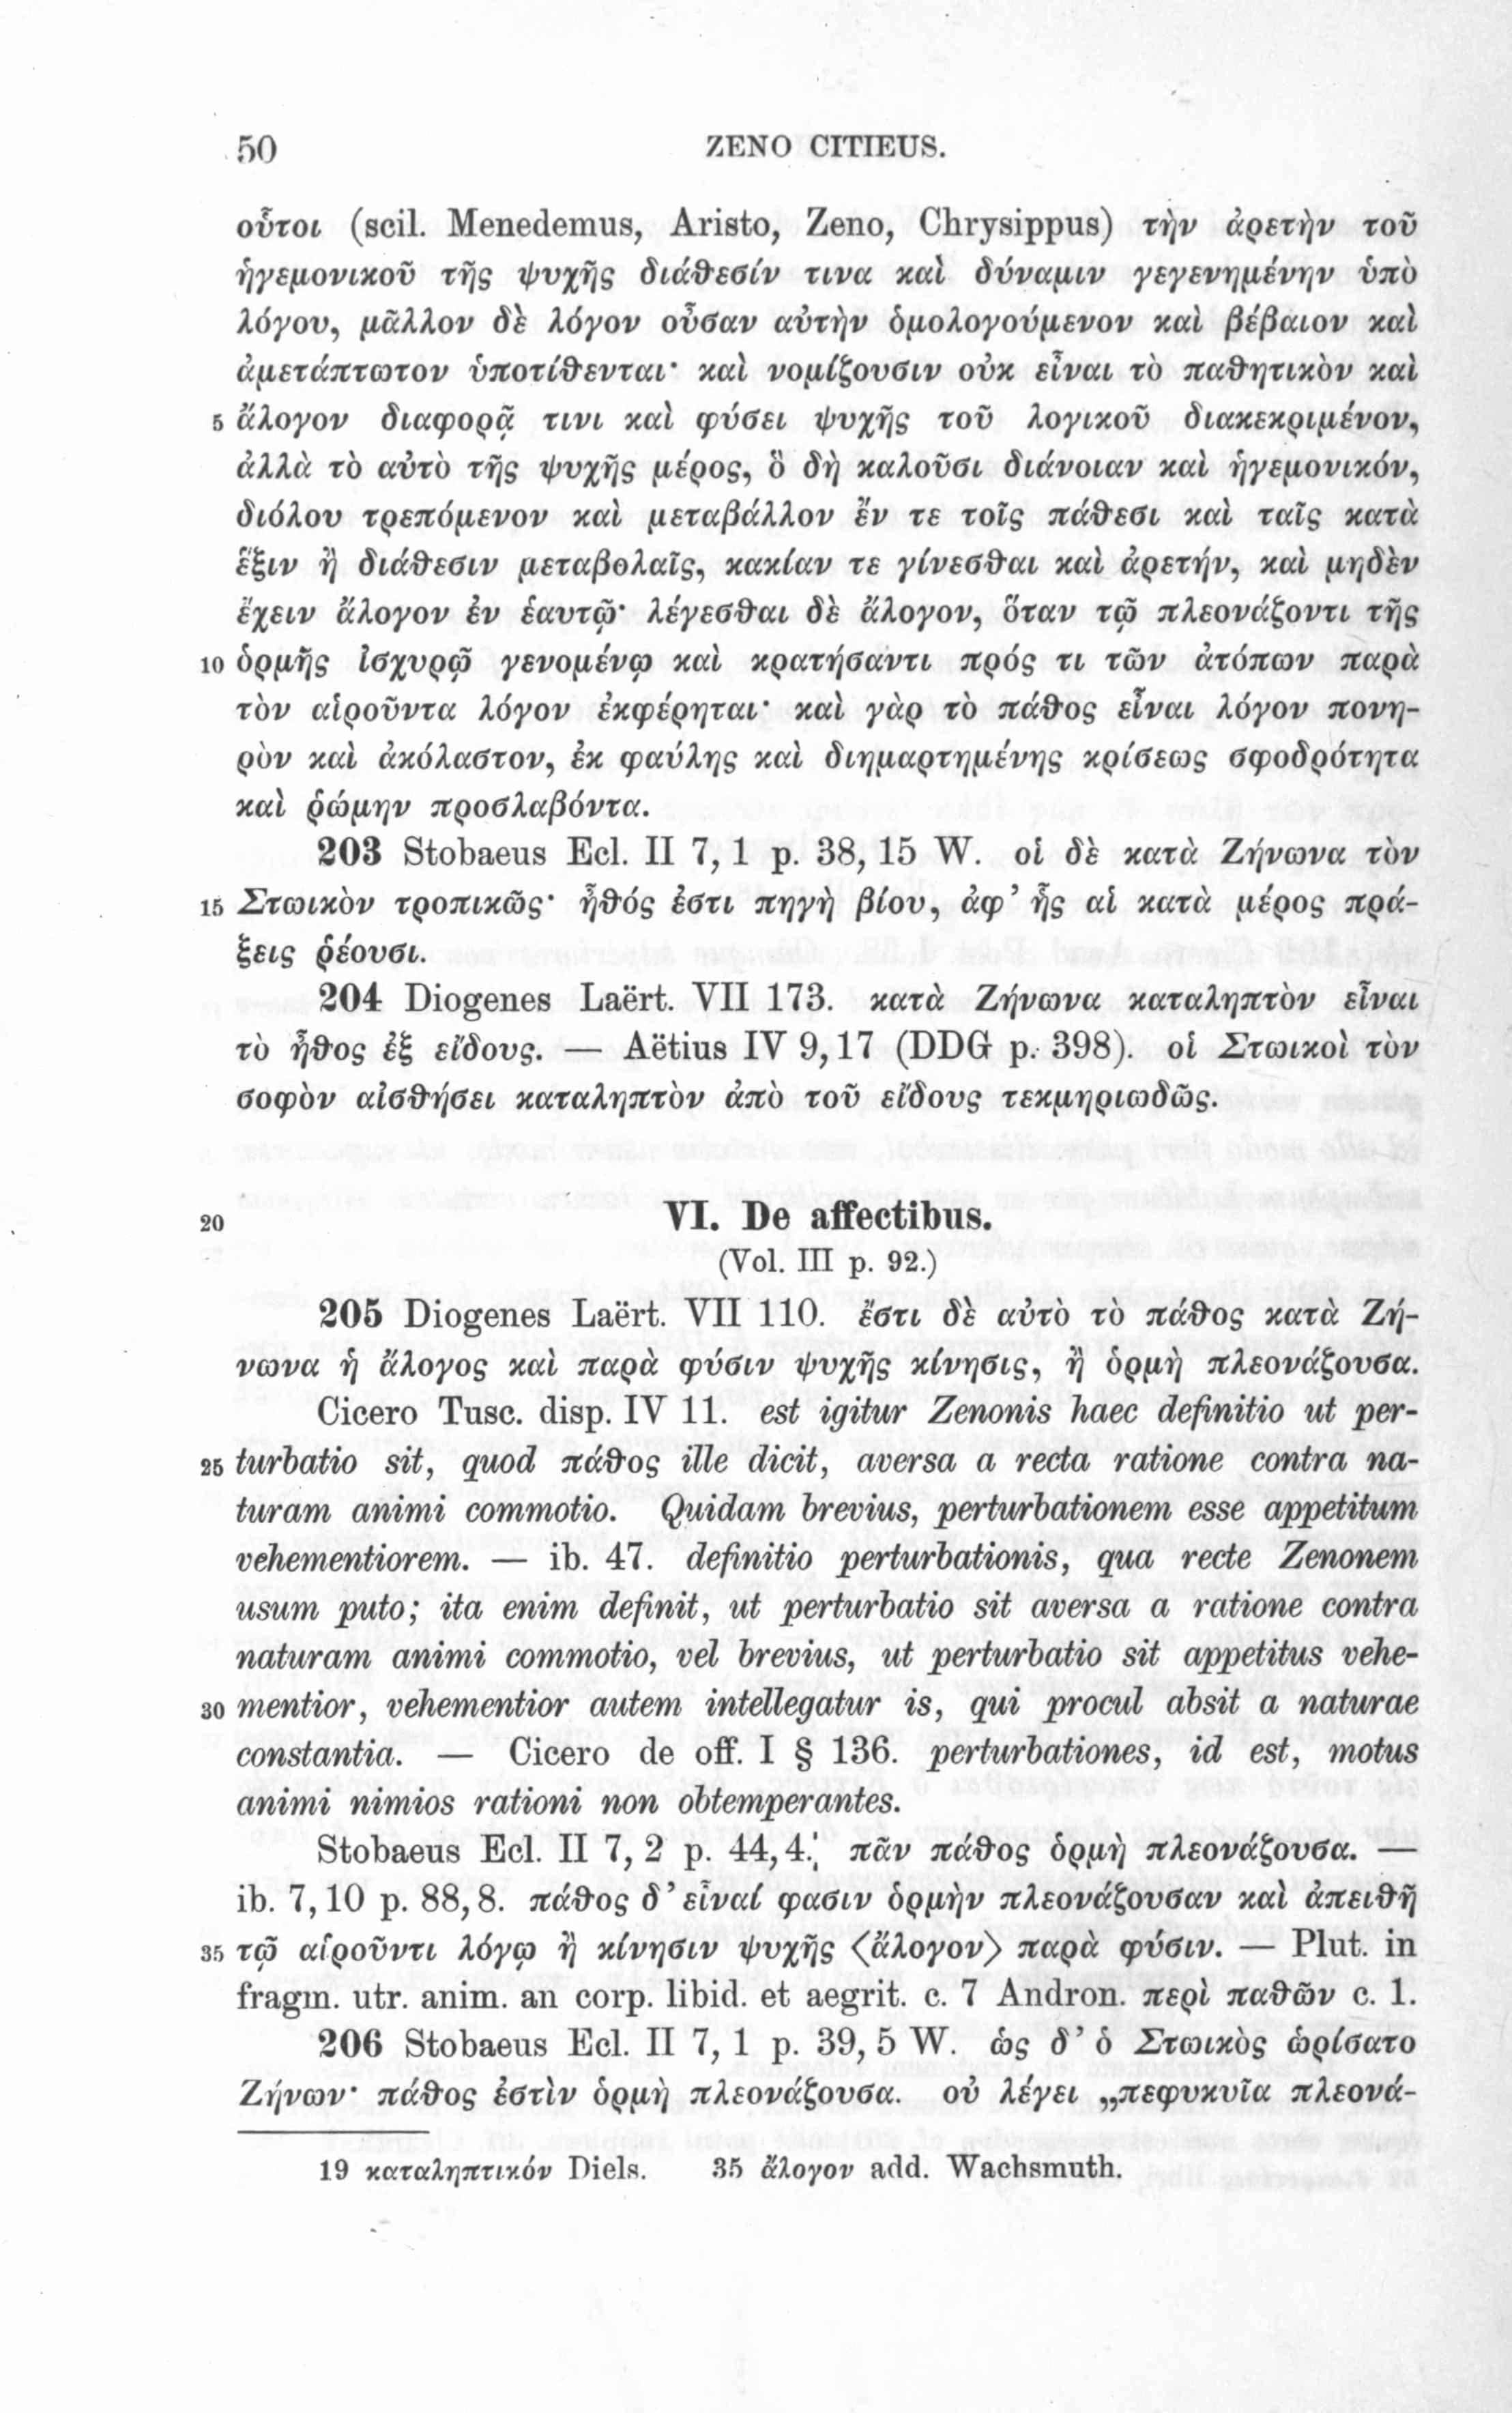 50 ZENO CITIEUS.
οὗτοι (scil. Menedemus, Aristo, Zeno, Chrysippus) τὴν ἀρετὴν τοῦ
ἡγεμονικοῦ τῆς ψυχῆς διάθεσίν τινα καὶ δύναμιν γεγενημένην ὑπὸ
λόγου, μᾶλλον δὲ λόγον οὖσαν αὐτὴν ὁμολογούμενον καὶ βέβαιον καὶ
ἀμετάπτωτον ὑποτίθενται· καὶ νομίζουσιν οὐκ εἶναι τὸ παθητικὸν καὶ
5 ἄλογον διαφορᾷ τινι καὶ φύσει ψυχῆς τοῦ λογικοῦ διακεκριμένον,
ἀλλὰ τὸ αὐτὸ τῆς ψυχῆς μέρος, ὃ δὴ καλοῦσι διάνοιαν καὶ ἡγεμονικόν,
διόλου τρεπόμενον καὶ μεταβάλλον ἔν τε τοῖς πάθεσι καὶ ταῖς κατὰ
ἕξιν ἢ διάθεσιν μεταβολαῖς, κακίαν τε γίνεσθαι καὶ ἀρετήν, καὶ μηδὲν
ἔχειν ἄλογον ἐν ἑαυτῷ· λέγεσθαι δὲ ἄλογον, ὅταν τῷ πλεονάζοντι τῆς
10 ὁρμῆς ἰσχυρῷ γενομένῳ καὶ κρατήσαντι πρός τι τῶν ἀτόπων παρὰ
τὸν αἱροῦντα λόγον ἐκφέρηται· καὶ γὰρ τὸ πάθος εἶναι λόγον πονη-
ρὸν καὶ ἀκόλαστον, ἐκ φαύλης καὶ διημαρτημένης κρίσεως σφοδρότητα
καὶ ῥώμην προσλαβόντα.
203 Stobaeus Ecl. II 7, 1 p. 38, 15 W. οἱ δὲ κατὰ Ζήνωνα τὸν
15 Στωικὸν τροπικῶς· ἦθός ἐστι πηγὴ βίου, ἀφ’ ἧς αἱ κατὰ μέρος πρά-
ξεις ῥέουσι.
204 Diogenes Laërt. VII 173. κατὰ Ζήνωνα καταληπτὸν εἶναι
τὸ ἦθος ἐξ εἴδους. — Aëtius IV 9, 17 (DDG p. 398). οἱ Στωικοὶ τὸν
σοφὸν αἰσθήσει καταληπτὸν ἀπὸ τοῦ εἴδους τεκμηριωδῶς.
20 VI. De affectibus.
(Vol. III p. 92.)
205 Diogenes Laërt. VII 110. ἔστι δὲ αὐτὸ τὸ πάθος κατὰ Ζή-
νωνα ἡ ἄλογος καὶ παρὰ φύσιν ψυχῆς κίνησις, ἢ ὁρμὴ πλεονάζουσα.
Cicero Tusc. disp. IV 11. est igitur Zenonis haec definitio ut per-
25 turbatio sit, quod πάθος ille dicit, aversa a recta ratione contra na-
turam animi commotio. Quidam brevius, perturbationem esse appetitum
vehementiorem. — ib. 47. definitio perturbationis, qua recte Zenonem
usum puto; ita enim definit, ut perturbatio sit aversa a ratione contra
naturam animi commotio, vel brevius, ut perturbatio sit appetitus vehe-
30 mentior, vehementior autem intellegatur is, qui procul absit a naturae
constantia. — Cicero de off. I § 136. perturbationes, id est, motus
animi nimios rationi non obtemperantes.
Stobaeus Ecl. II 7, 2 p. 44, 4. πᾶν πάθος ὁρμὴ πλεονάζουσα. —
ib. 7, 10 p. 88, 8. πάθος δ’ εἶναί φασιν ὁρμὴν πλεονάζουσαν καὶ ἀπειθῆ
35 τῷ αἱροῦντι λόγῳ ἢ κίνησιν ψυχῆς ⟨ἄλογον⟩ παρὰ φύσιν. — Plut. in
fragm. utr. anim. an corp. libid. et aegrit. c. 7 Andron. περὶ παθῶν c. 1.
206 Stobaeus Ecl. II 7, 1 p. 39, 5 W. ὡς δ’ ὁ Στωικὸς ὡρίσατο
Ζήνων· πάθος ἐστὶν ὁρμὴ πλεονάζουσα. οὐ λέγει „πεφυκυῖα πλεονά-
19 καταληπτικόν Diels. 35 ἄλογον add. Wachsmuth.